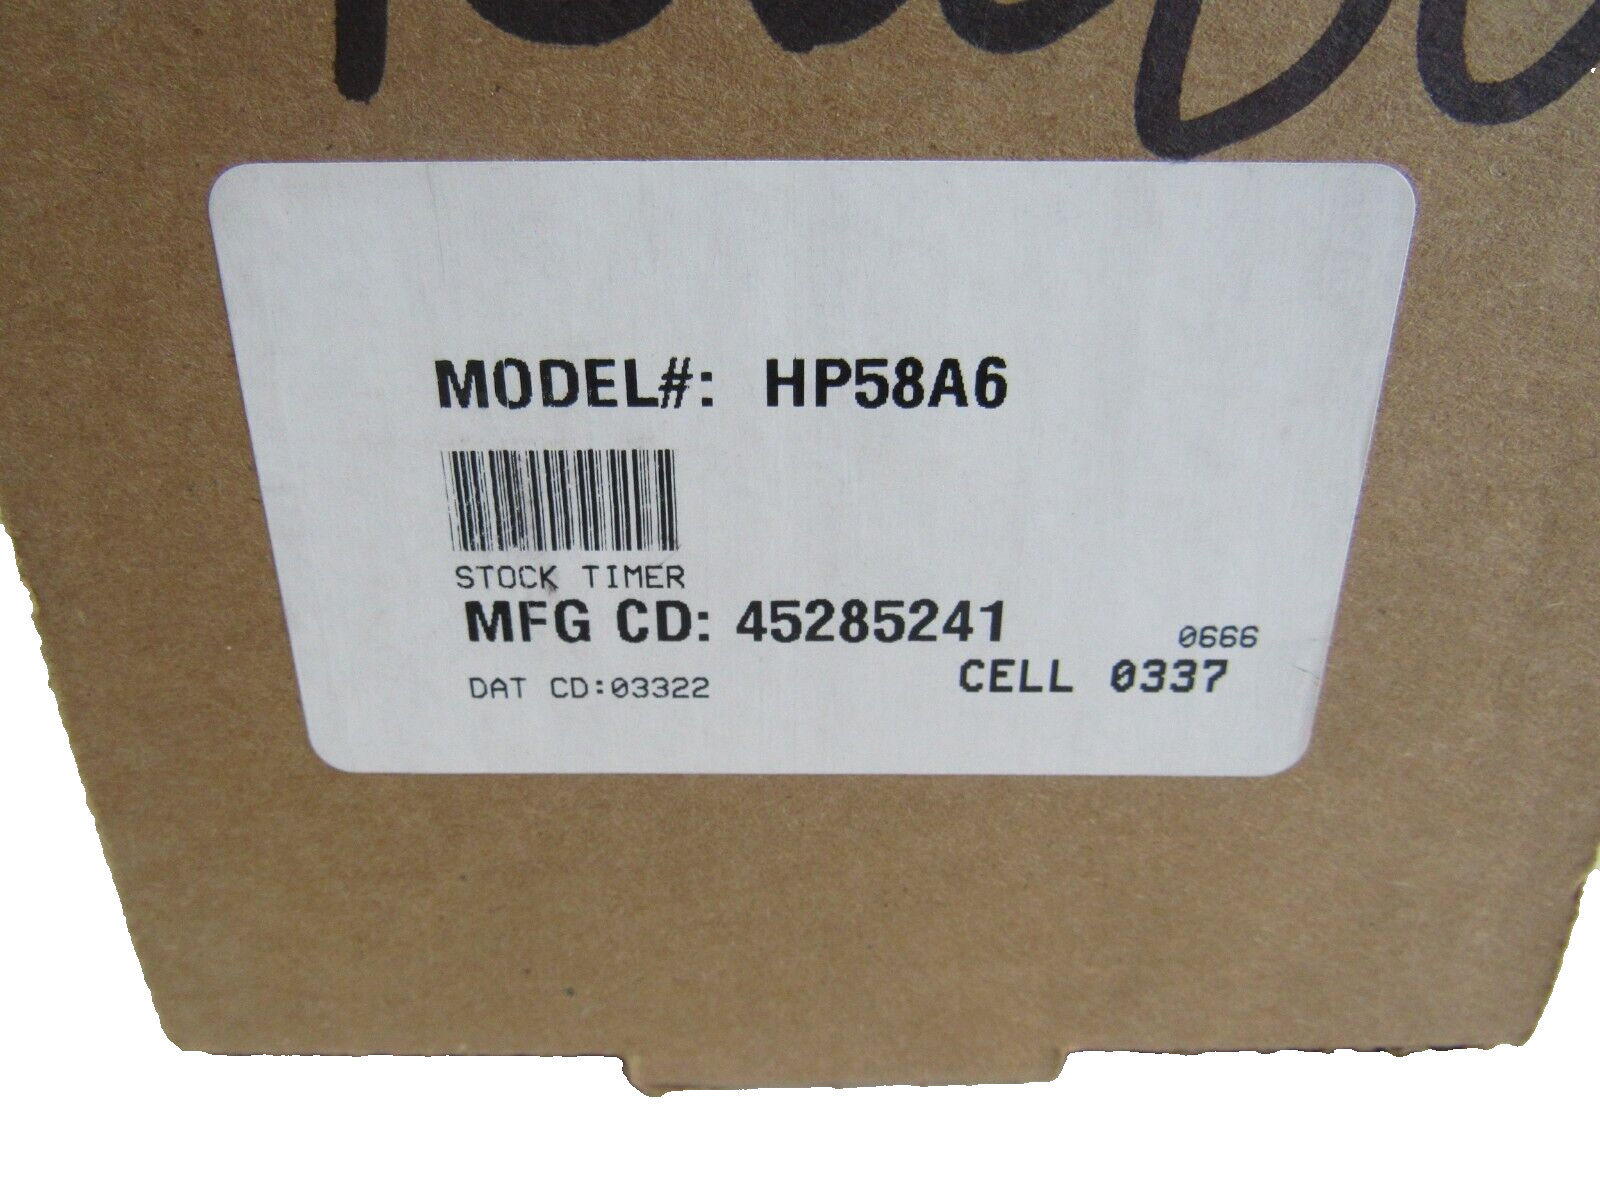 MODEL#: HP58A6
STOCK TIMER
MFG CD: 45285241
0666
DAT CD:03322
CELL 0337